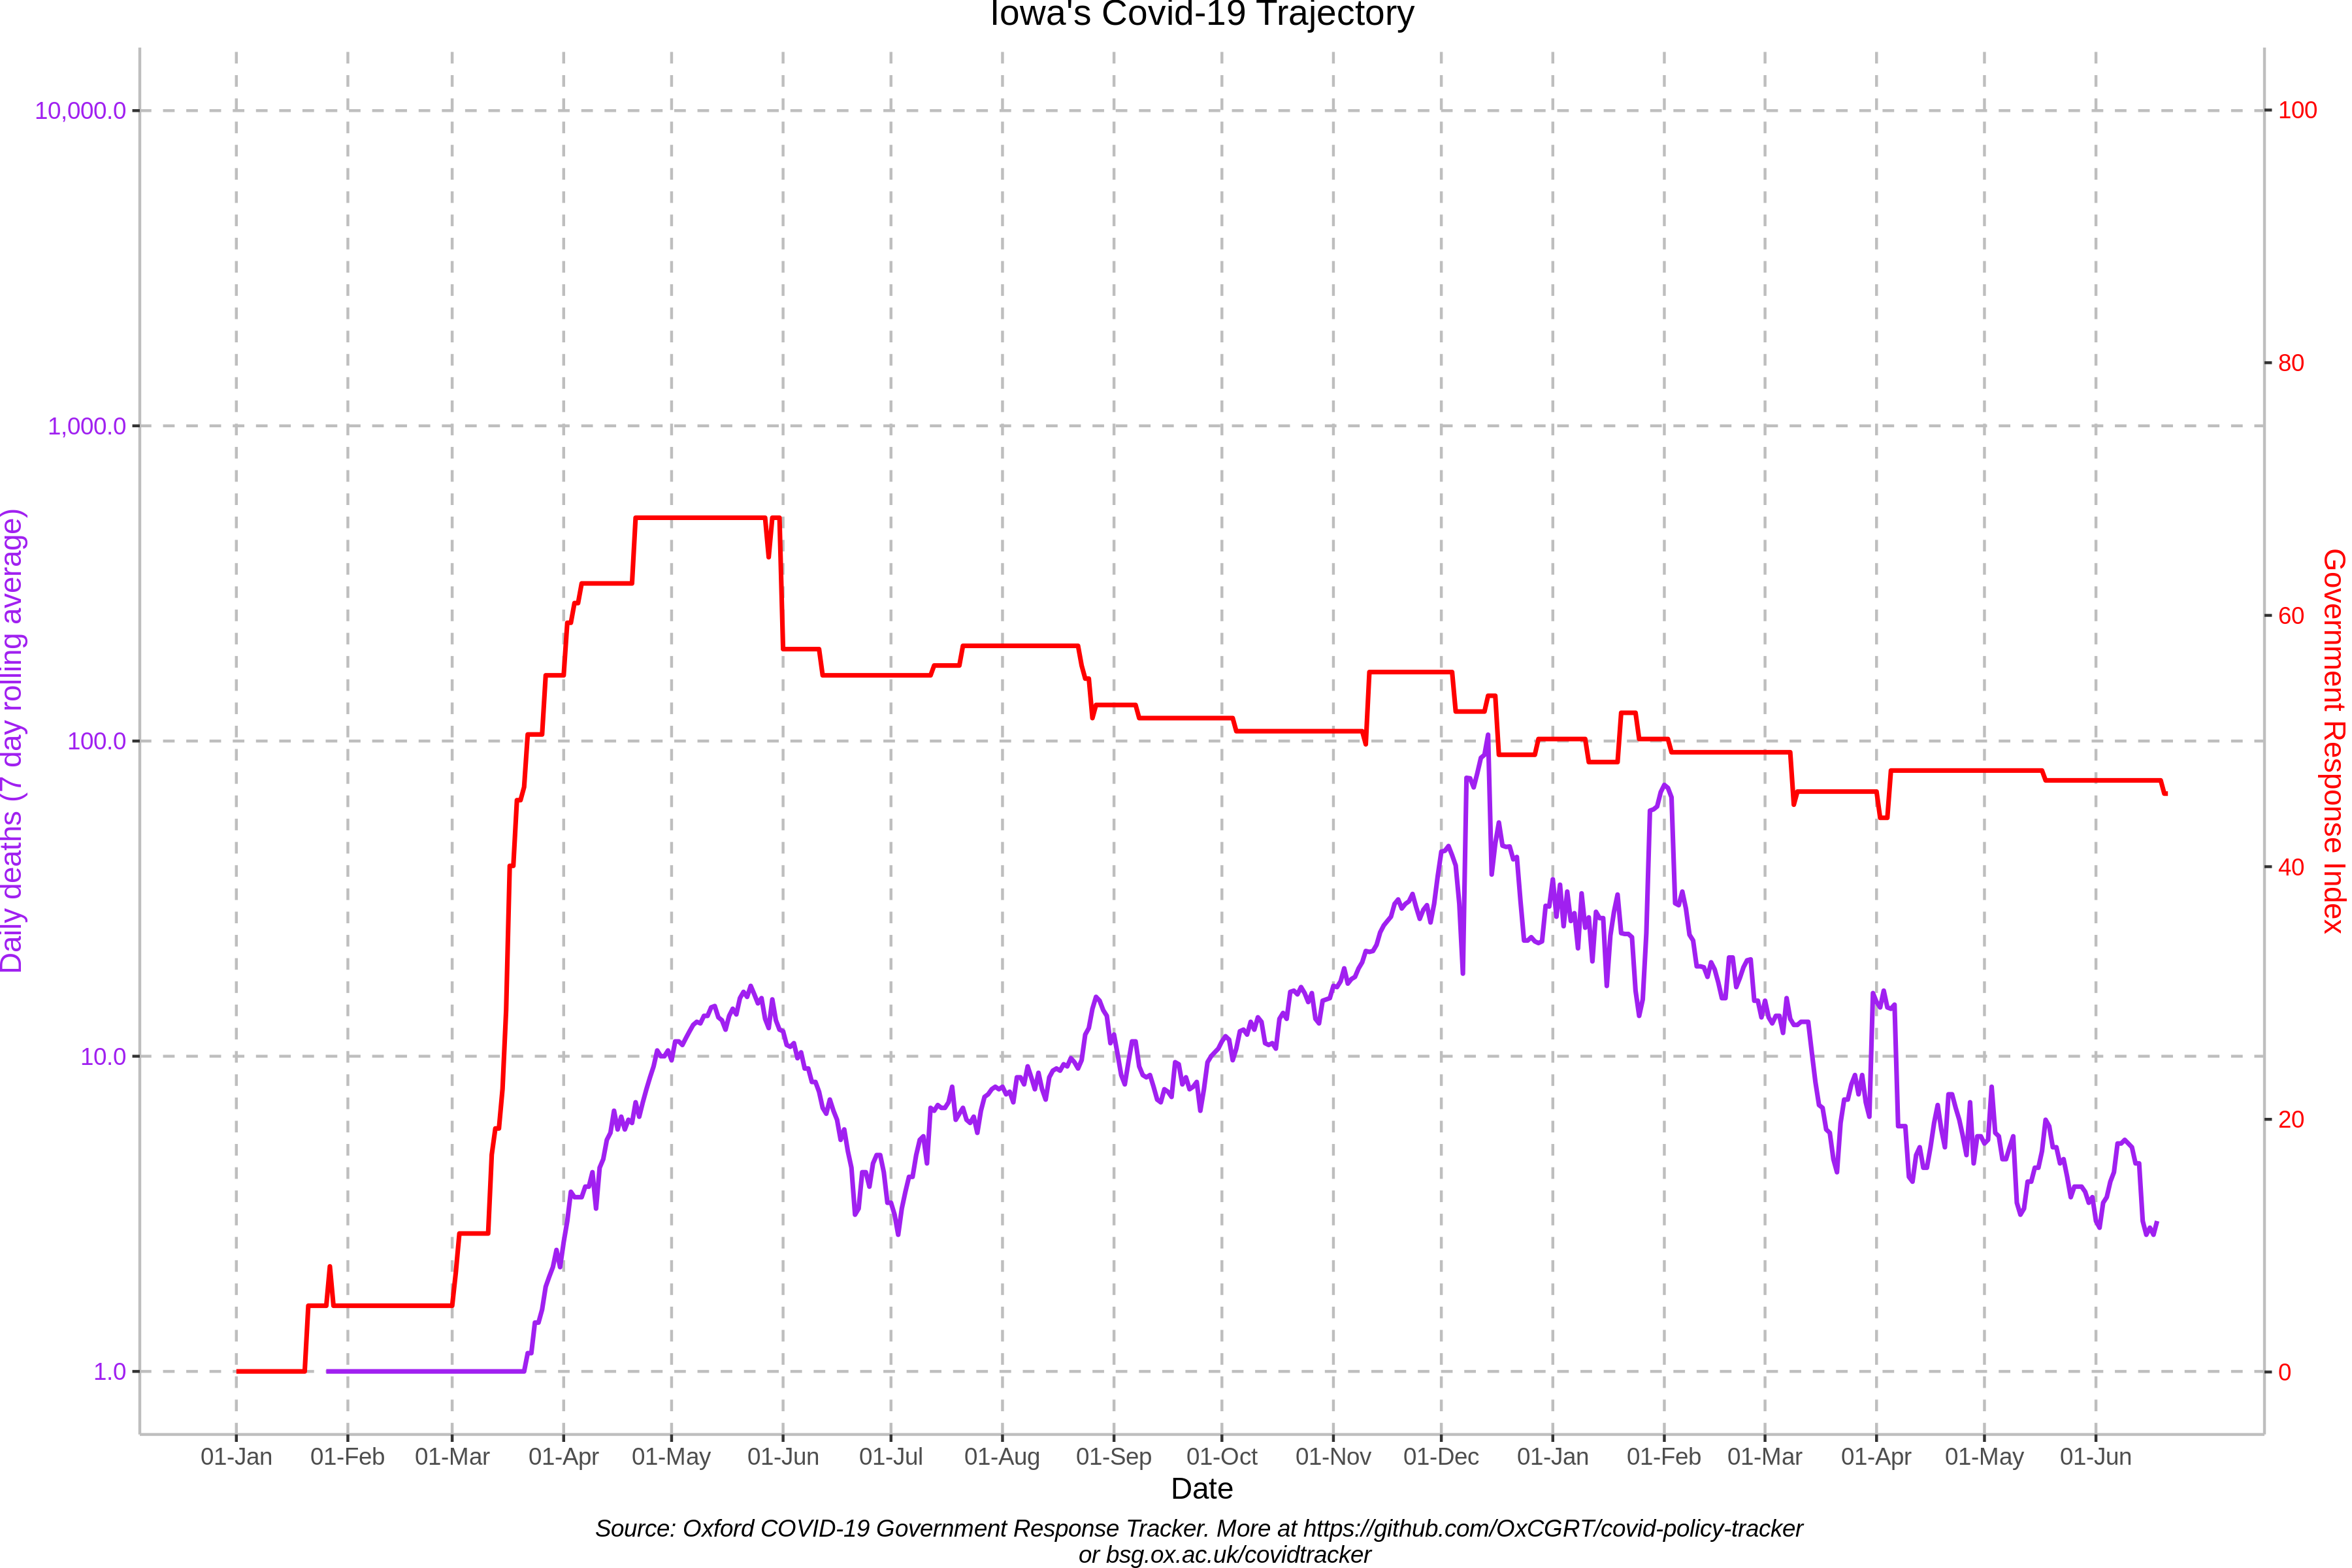 Iowa's Covid-19 Trajectory
10,000.0
1,000.0
100.0
10.0
1.0
Daily deaths (7 day rolling average)
100
80
60
40
20
0
Government Response Index
01-Jan 01-Feb 01-Mar 01-Apr 01-May 01-Jun 01-Jul 01-Aug 01-Sep 01-Oct 01-Nov 01-Dec 01-Jan 01-Feb 01-Mar 01-Apr 01-May 01-Jun
Date
Source: Oxford COVID-19 Government Response Tracker. More at https://github.com/OxCGRT/covid-policy-tracker
or bsg.ox.ac.uk/covidtracker